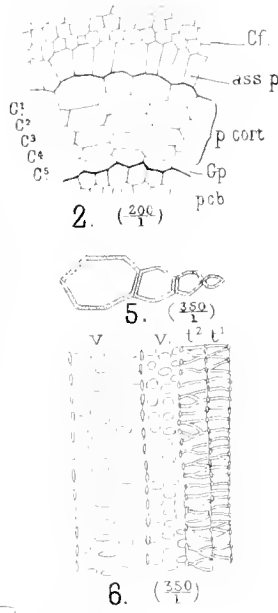 Cf.
ass p
C¹
C²
C³
C⁴
C⁵
p cort
Gp
pcb
2. (200/1)
5. (350/1)
V V. t² t¹
6. (350/1)